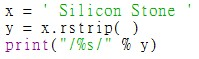 x = ' Silicon Stone '
y = x.rstrip( )
print("/%s/" % y)